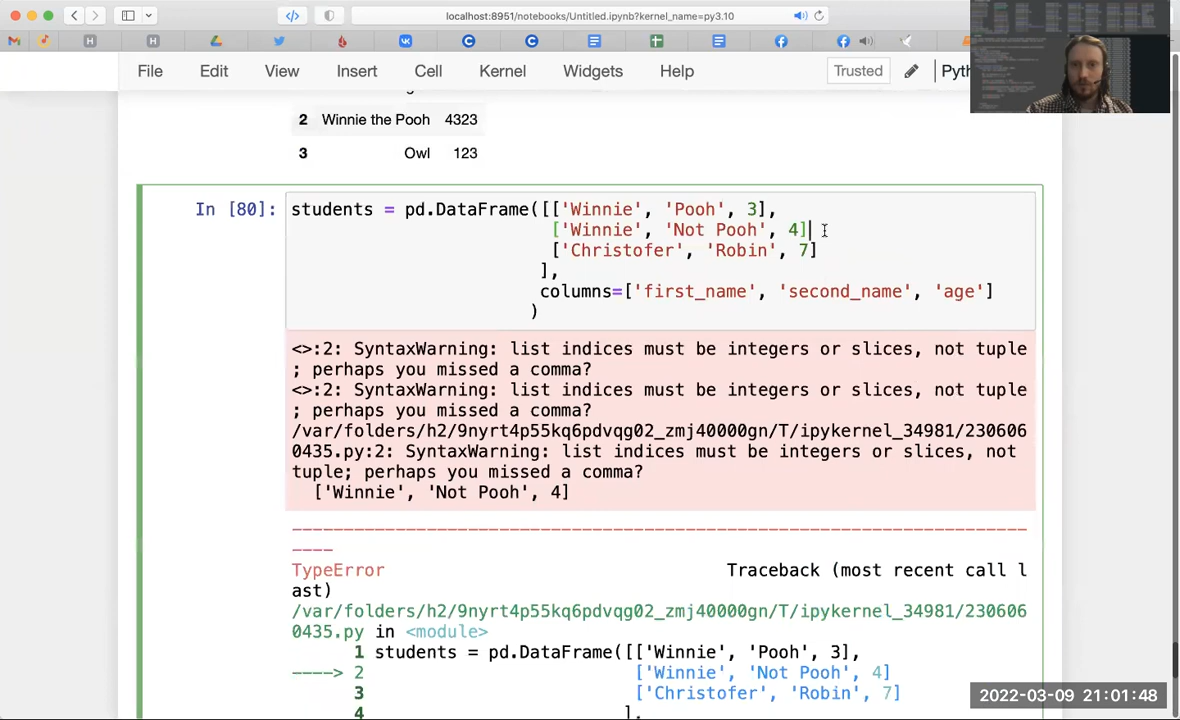 localhost:8951/notebooks/Untitled.ipynb?kernel_name=py3.10
File Edit View Insert Cell Kernel Widgets Help Trusted
2 Winnie the Pooh 4323
3 Owl 123
In [80]: students = pd.DataFrame([['Winnie', 'Pooh', 3],
['Winnie', 'Not Pooh', 4]
['Christofer', 'Robin', 7]
],
columns=['first_name', 'second_name', 'age']
)
<>:2: SyntaxWarning: list indices must be integers or slices, not tuple
; perhaps you missed a comma?
<>:2: SyntaxWarning: list indices must be integers or slices, not tuple
; perhaps you missed a comma?
/var/folders/h2/9nyrt4p55kq6pdvqg02_zmj40000gn/T/ipykernel_34981/230606
0435.py:2: SyntaxWarning: list indices must be integers or slices, not
tuple; perhaps you missed a comma?
['Winnie', 'Not Pooh', 4]
-----------------------------------------------------------------------
----
TypeError Traceback (most recent call l
ast)
/var/folders/h2/9nyrt4p55kq6pdvqg02_zmj40000gn/T/ipykernel_34981/230606
0435.py in <module>
1 students = pd.DataFrame([['Winnie', 'Pooh', 3],
----> 2 ['Winnie', 'Not Pooh', 4]
3 ['Christofer', 'Robin', 7]
4 ],
2022-03-09 21:01:48